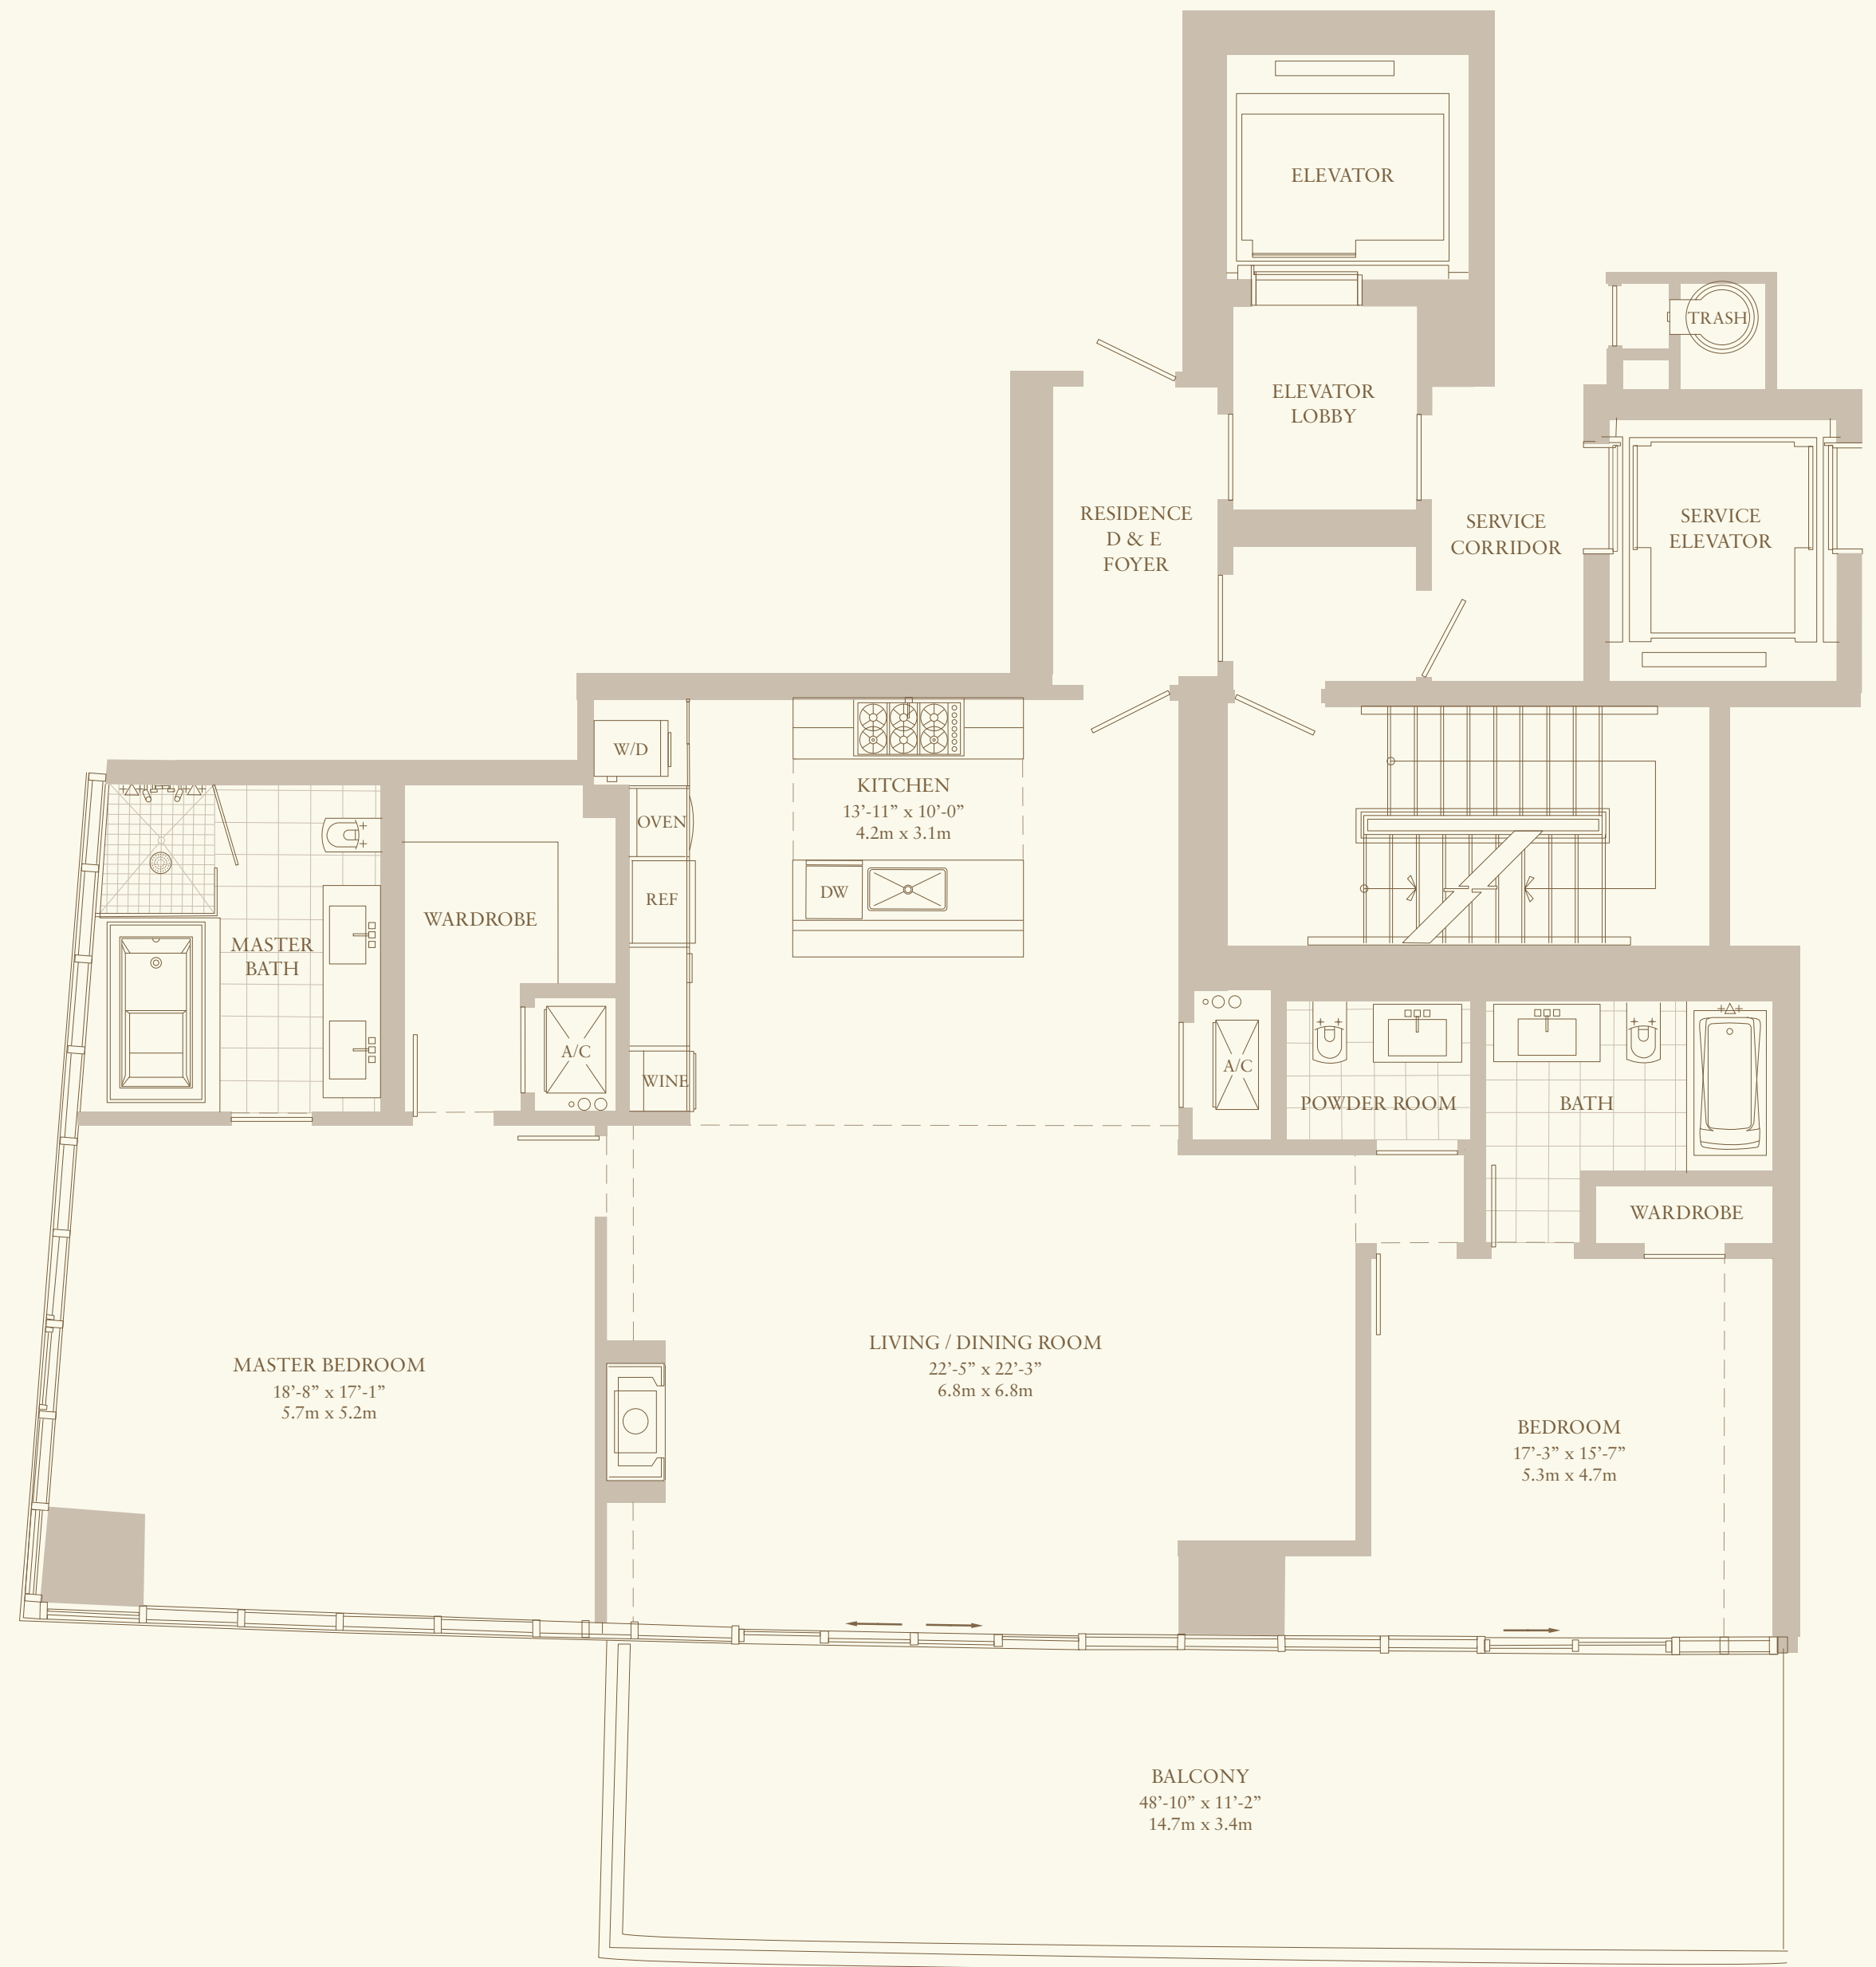 ELEVATOR
TRASH
ELEVATOR
LOBBY
RESIDENCE
D & E
FOYER
SERVICE
CORRIDOR
SERVICE
ELEVATOR
W/D
KITCHEN
13’-11” x 10’-0”
4.2m x 3.1m
OVEN
REF
DW
WARDROBE
MASTER
BATH
A/C
WINE
A/C
POWDER ROOM
BATH
WARDROBE
MASTER BEDROOM
18’-8” x 17’-1”
5.7m x 5.2m
LIVING / DINING ROOM
22’-5” x 22’-3”
6.8m x 6.8m
BEDROOM
17’-3” x 15’-7”
5.3m x 4.7m
BALCONY
48’-10” x 11’-2”
14.7m x 3.4m